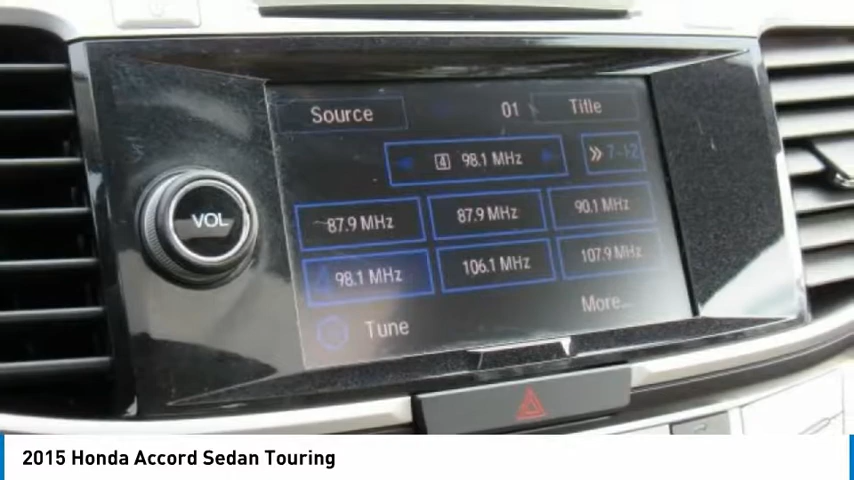 Source 01 Title
4 98.1 MHz 7-12
87.9 MHz 87.9 MHz 90.1 MHz
98.1 MHz 106.1 MHz 107.9 MHz
Tune More...
VOL
2015 Honda Accord Sedan Touring